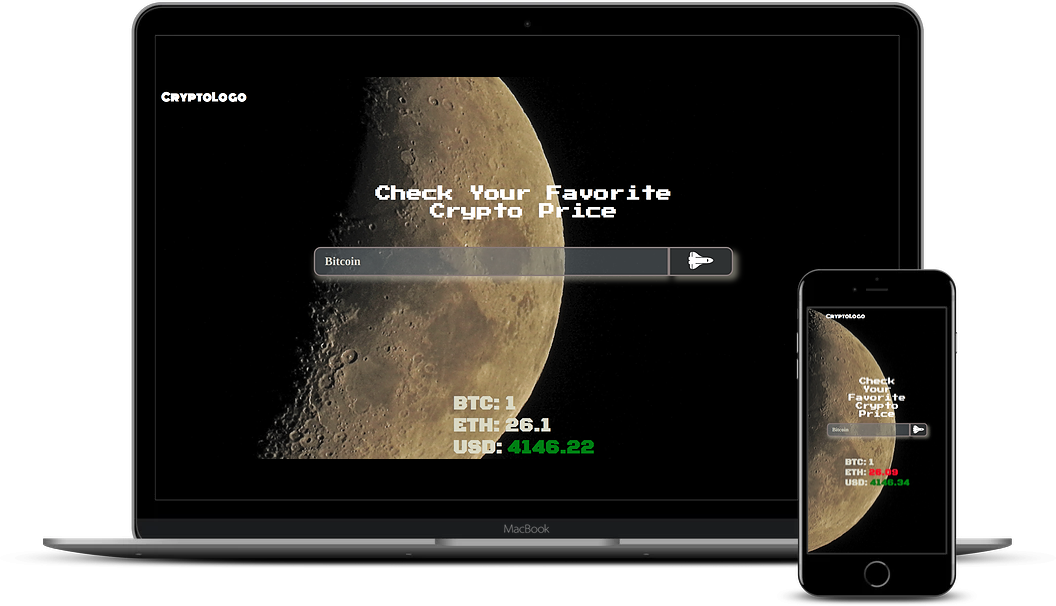 CryptoLogo
Check Your Favorite
Crypto Price
Bitcoin
BTC: 1
ETH: 26.1
USD: 4146.22
MacBook
CryptoLogo
Check
Your
Favorite
Crypto
Price
Bitcoin
BTC: 1
ETH: 26.09
USD: 4146.34